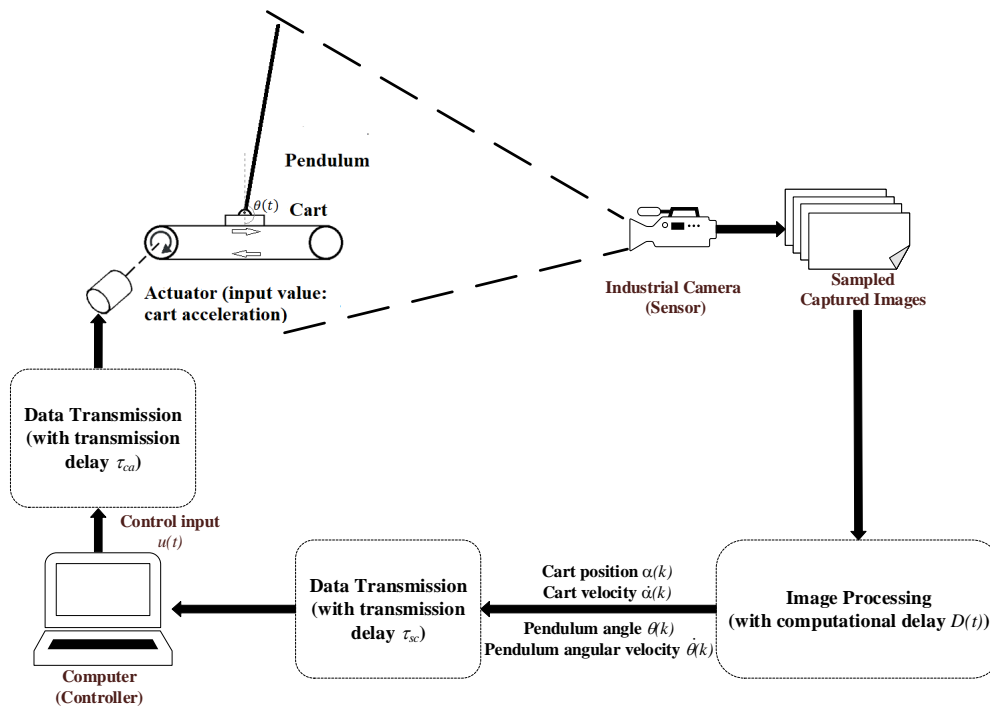 Pendulum
θ(t)
Cart
Actuator (input value:
cart acceleration)
Industrial Camera
(Sensor)
Sampled
Captured Images
Data Transmission
(with transmission
delay τca)
Control input
u(t)
Computer
(Controller)
Data Transmission
(with transmission
delay τsc)
Cart position α(k)
Cart velocity α̇(k)
Pendulum angle θ(k)
Pendulum angular velocity θ̇(k)
Image Processing
(with computational delay D(t))